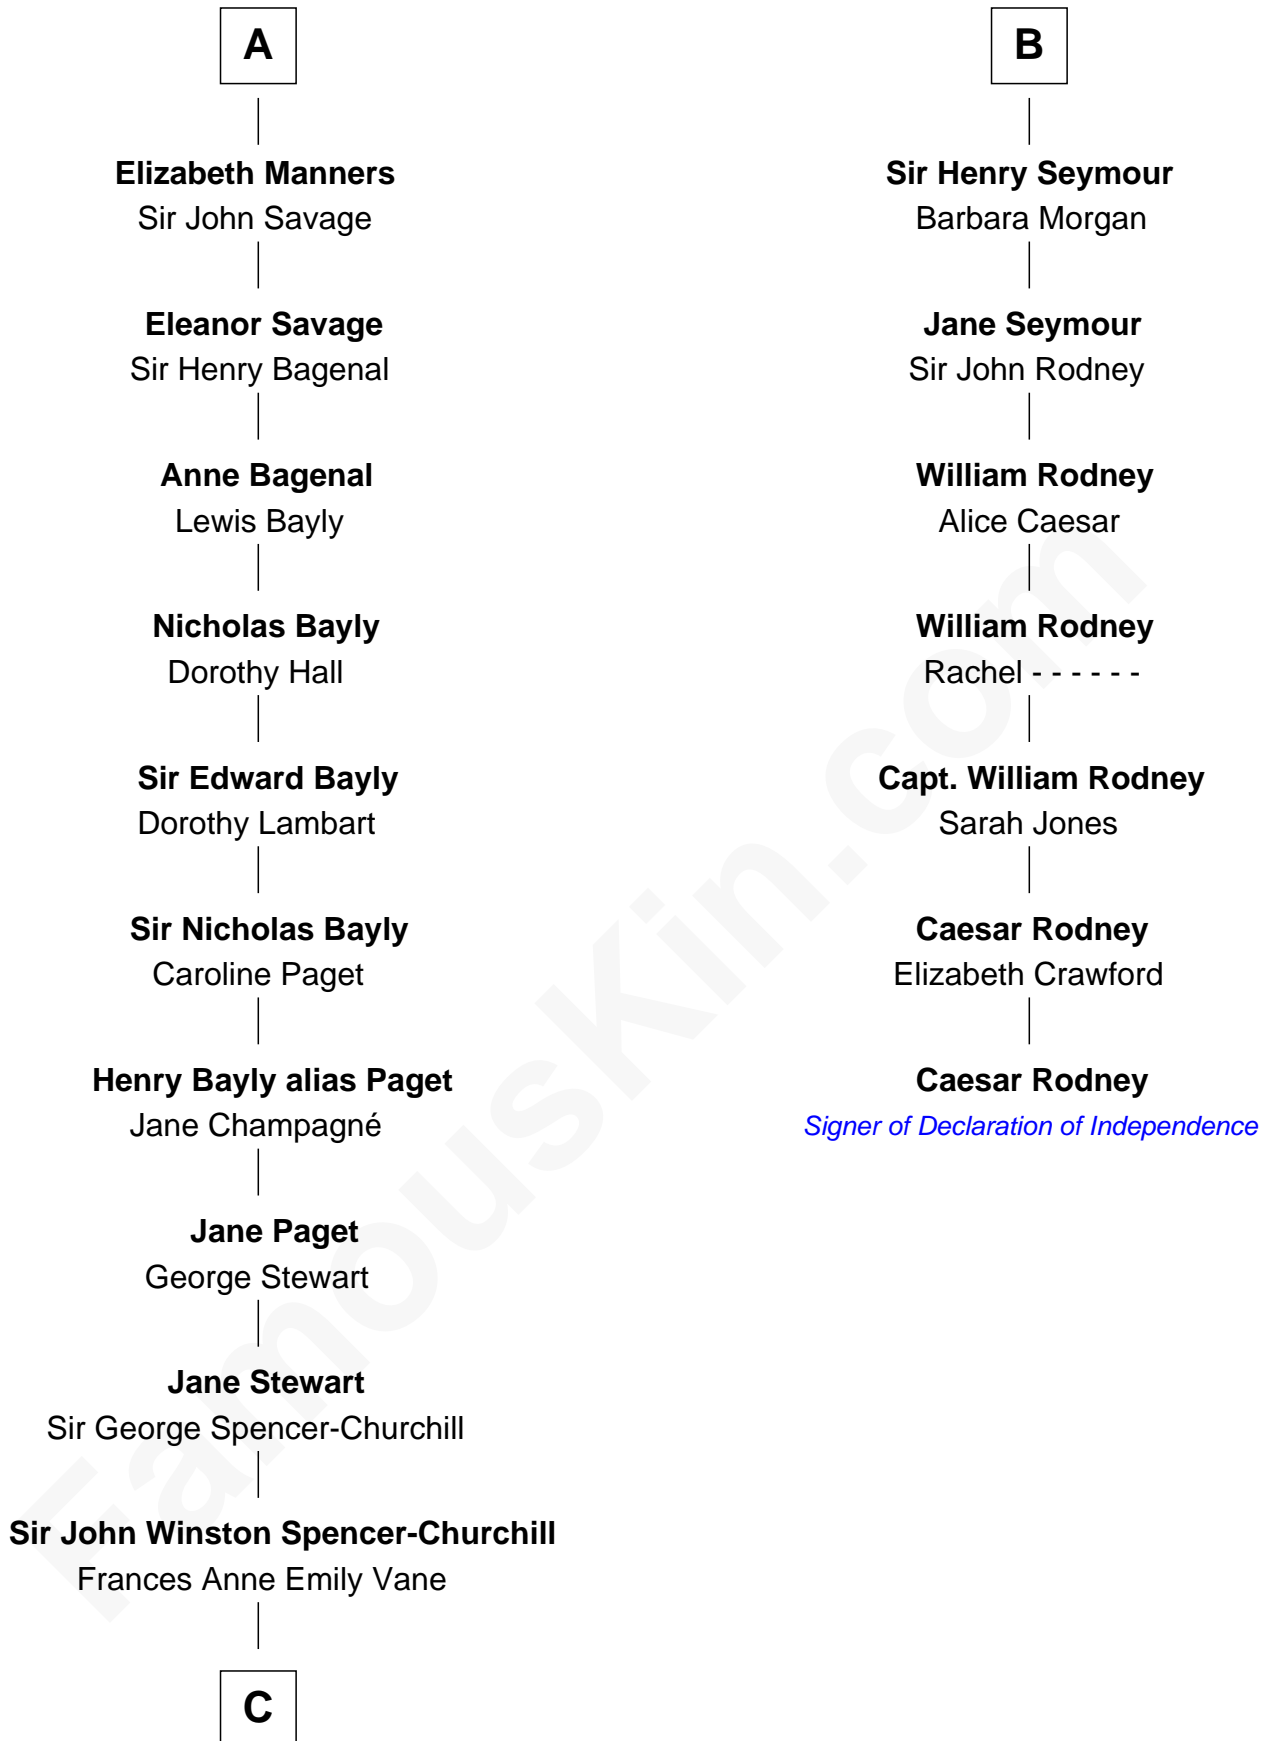 A
Elizabeth Manners
Sir John Savage
Eleanor Savage
Sir Henry Bagenal
Anne Bagenal
Lewis Bayly
Nicholas Bayly
Dorothy Hall
Sir Edward Bayly
Dorothy Lambart
Sir Nicholas Bayly
Caroline Paget
Henry Bayly alias Paget
Jane Champagné
Jane Paget
George Stewart
Jane Stewart
Sir George Spencer-Churchill
Sir John Winston Spencer-Churchill
Frances Anne Emily Vane
C
B
Sir Henry Seymour
Barbara Morgan
Jane Seymour
Sir John Rodney
William Rodney
Alice Caesar
William Rodney
Rachel - - - - - -
Capt. William Rodney
Sarah Jones
Caesar Rodney
Elizabeth Crawford
Caesar Rodney
Signer of Declaration of Independence
FamousKin.com